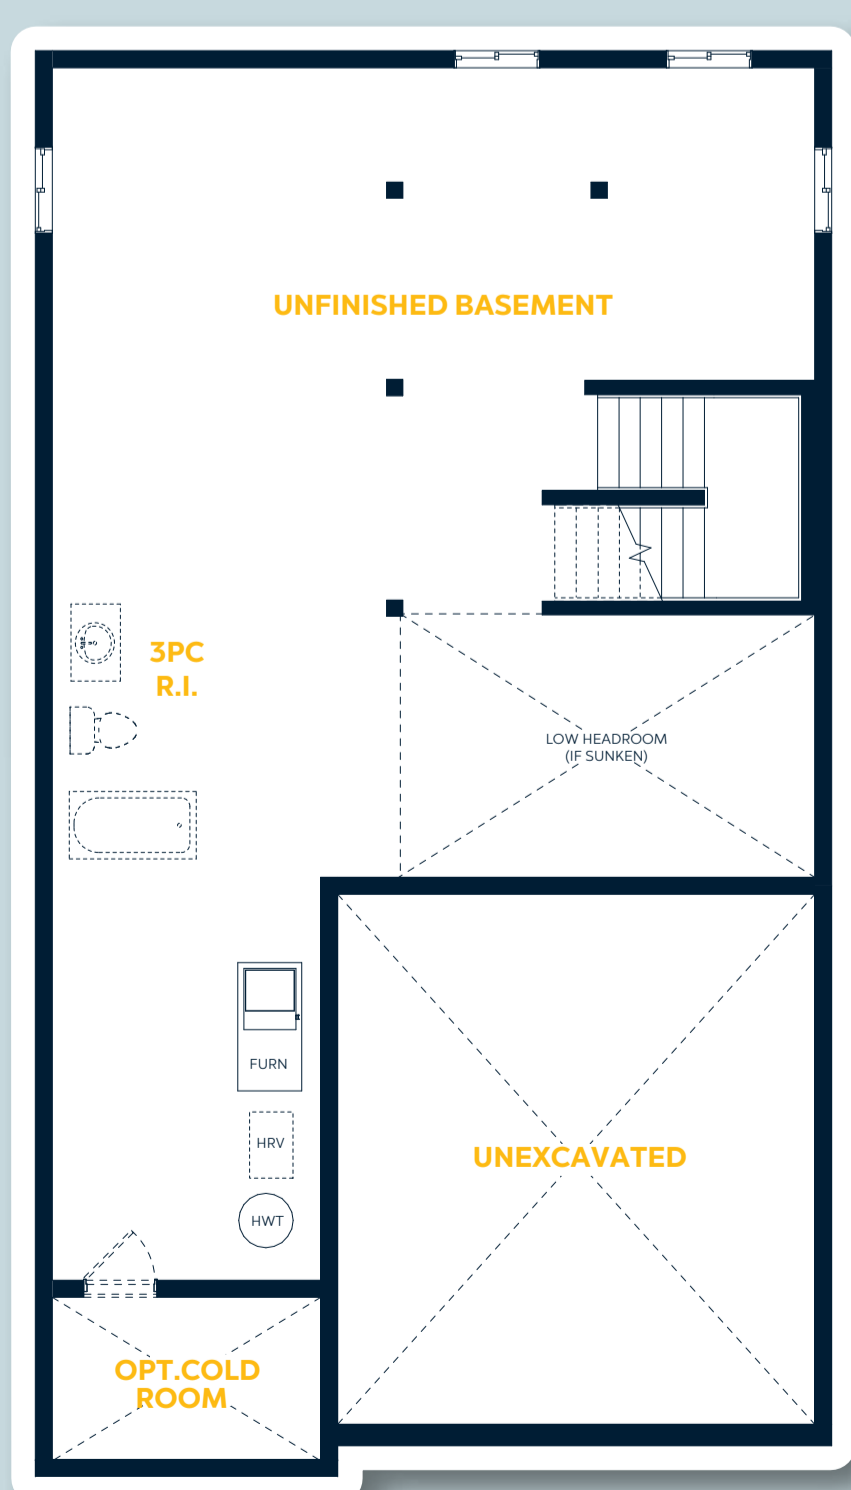 UNFINISHED BASEMENT
3PC
R.I.
LOW HEADROOM
(IF SUNKEN)
FURN
HRV
UNEXCAVATED
HWT
OPT.COLD
ROOM